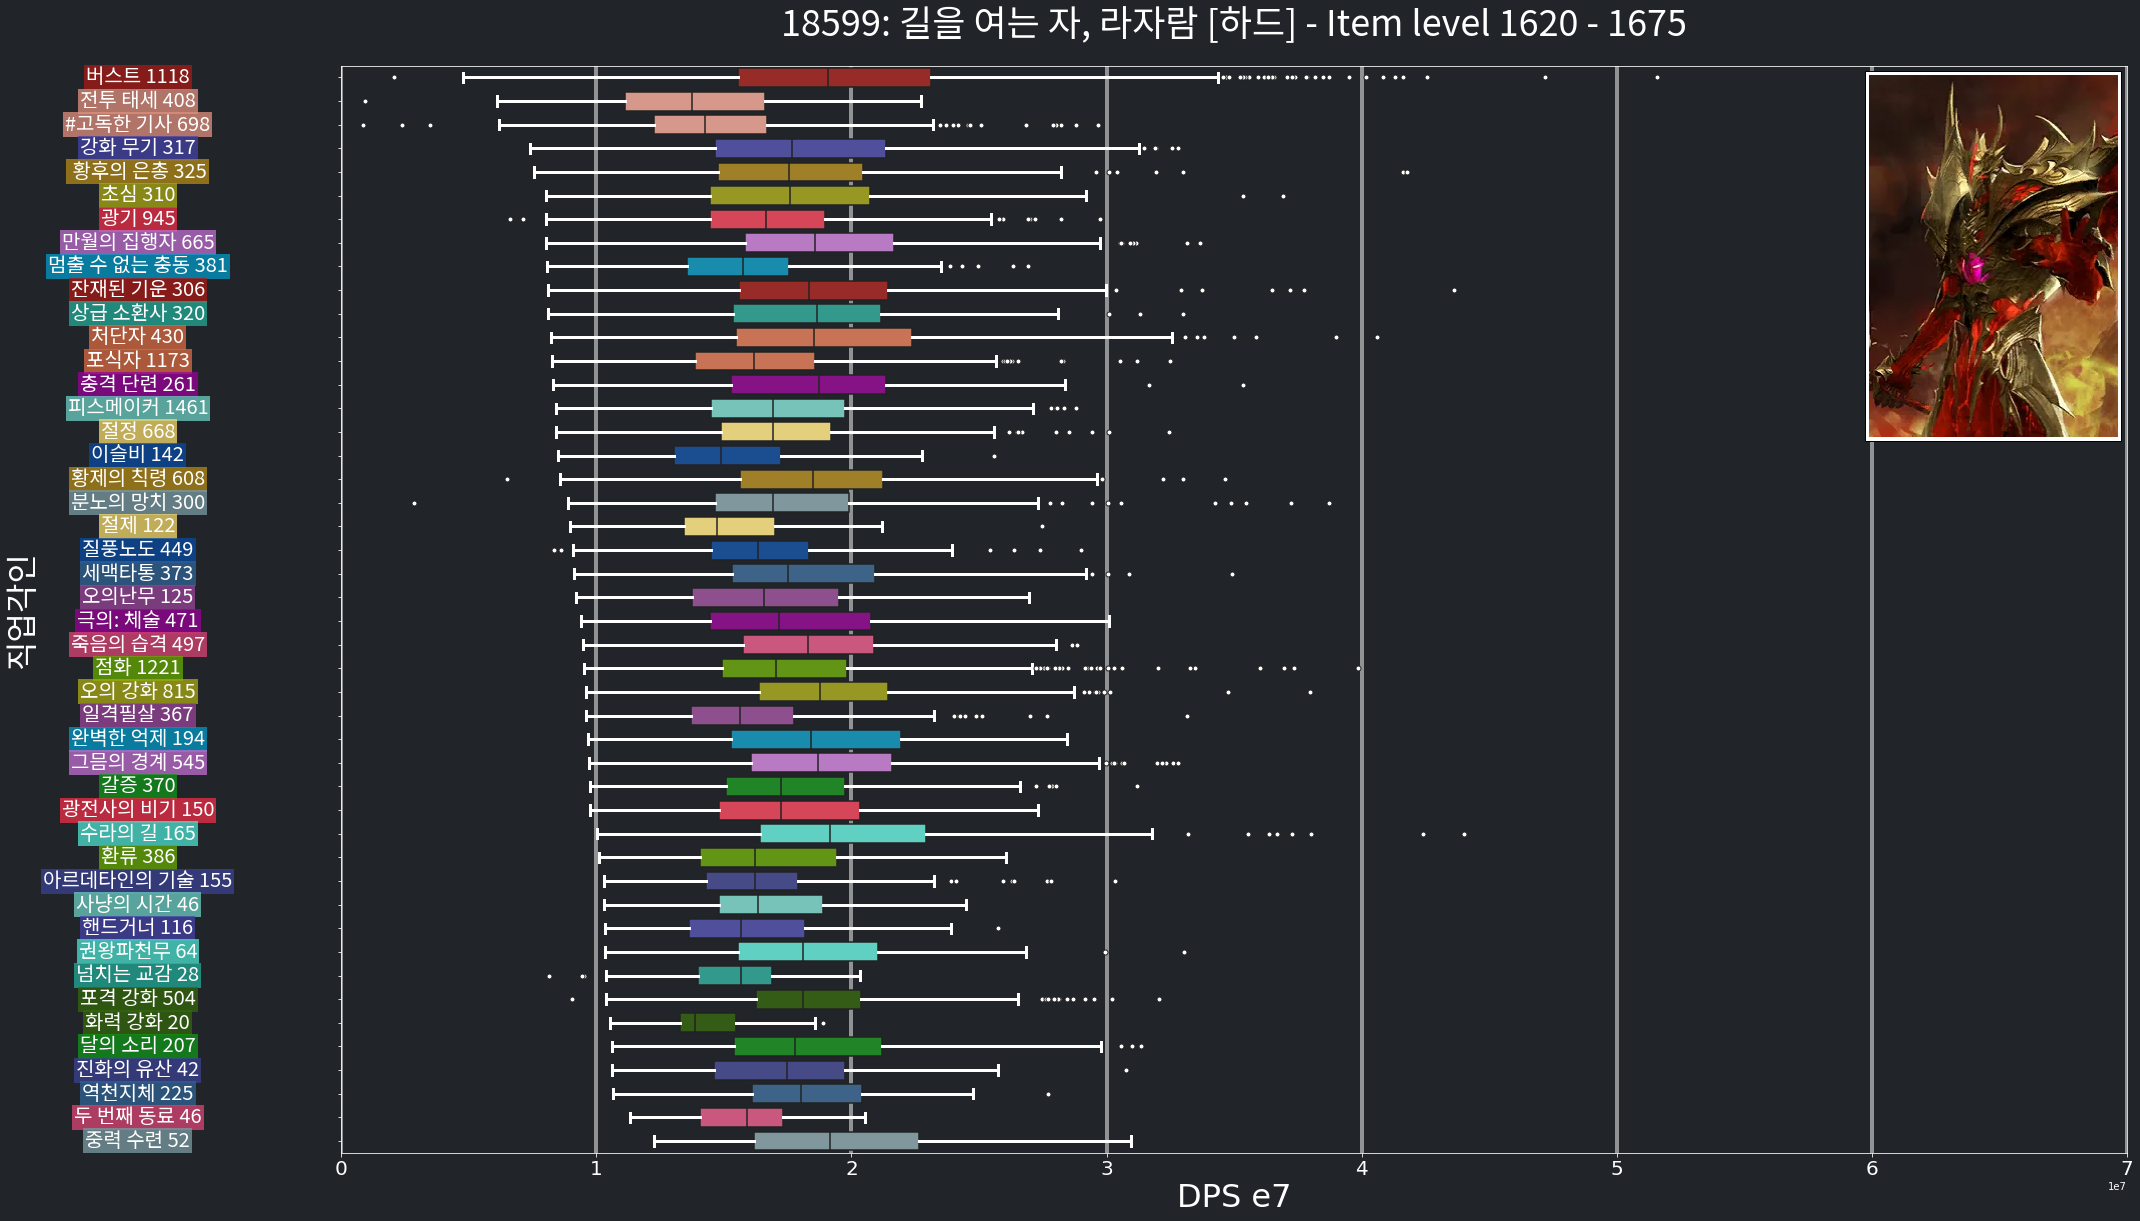 18599: 길을 여는 자, 라자람 [하드] - Item level 1620 - 1675
직업각인
버스트 1118
전투 태세 408
#고독한 기사 698
강화 무기 317
황후의 은총 325
초심 310
광기 945
만월의 집행자 665
멈출 수 없는 충동 381
잔재된 기운 306
상급 소환사 320
처단자 430
포식자 1173
충격 단련 261
피스메이커 1461
절정 668
이슬비 142
황제의 칙령 608
분노의 망치 300
절제 122
질풍노도 449
세맥타통 373
오의난무 125
극의: 체술 471
죽음의 습격 497
점화 1221
오의 강화 815
일격필살 367
완벽한 억제 194
그믐의 경계 545
갈증 370
광전사의 비기 150
수라의 길 165
환류 386
아르데타인의 기술 155
사냥의 시간 46
핸드거너 116
권왕파천무 64
넘치는 교감 28
포격 강화 504
화력 강화 20
달의 소리 207
진화의 유산 42
역천지체 225
두 번째 동료 46
중력 수련 52
0 1 2 3 4 5 6 7
DPS e7
1e7